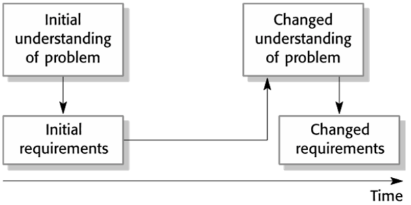 Initial
understanding
of problem
Changed
understanding
of problem
Initial
requirements
Changed
requirements
Time